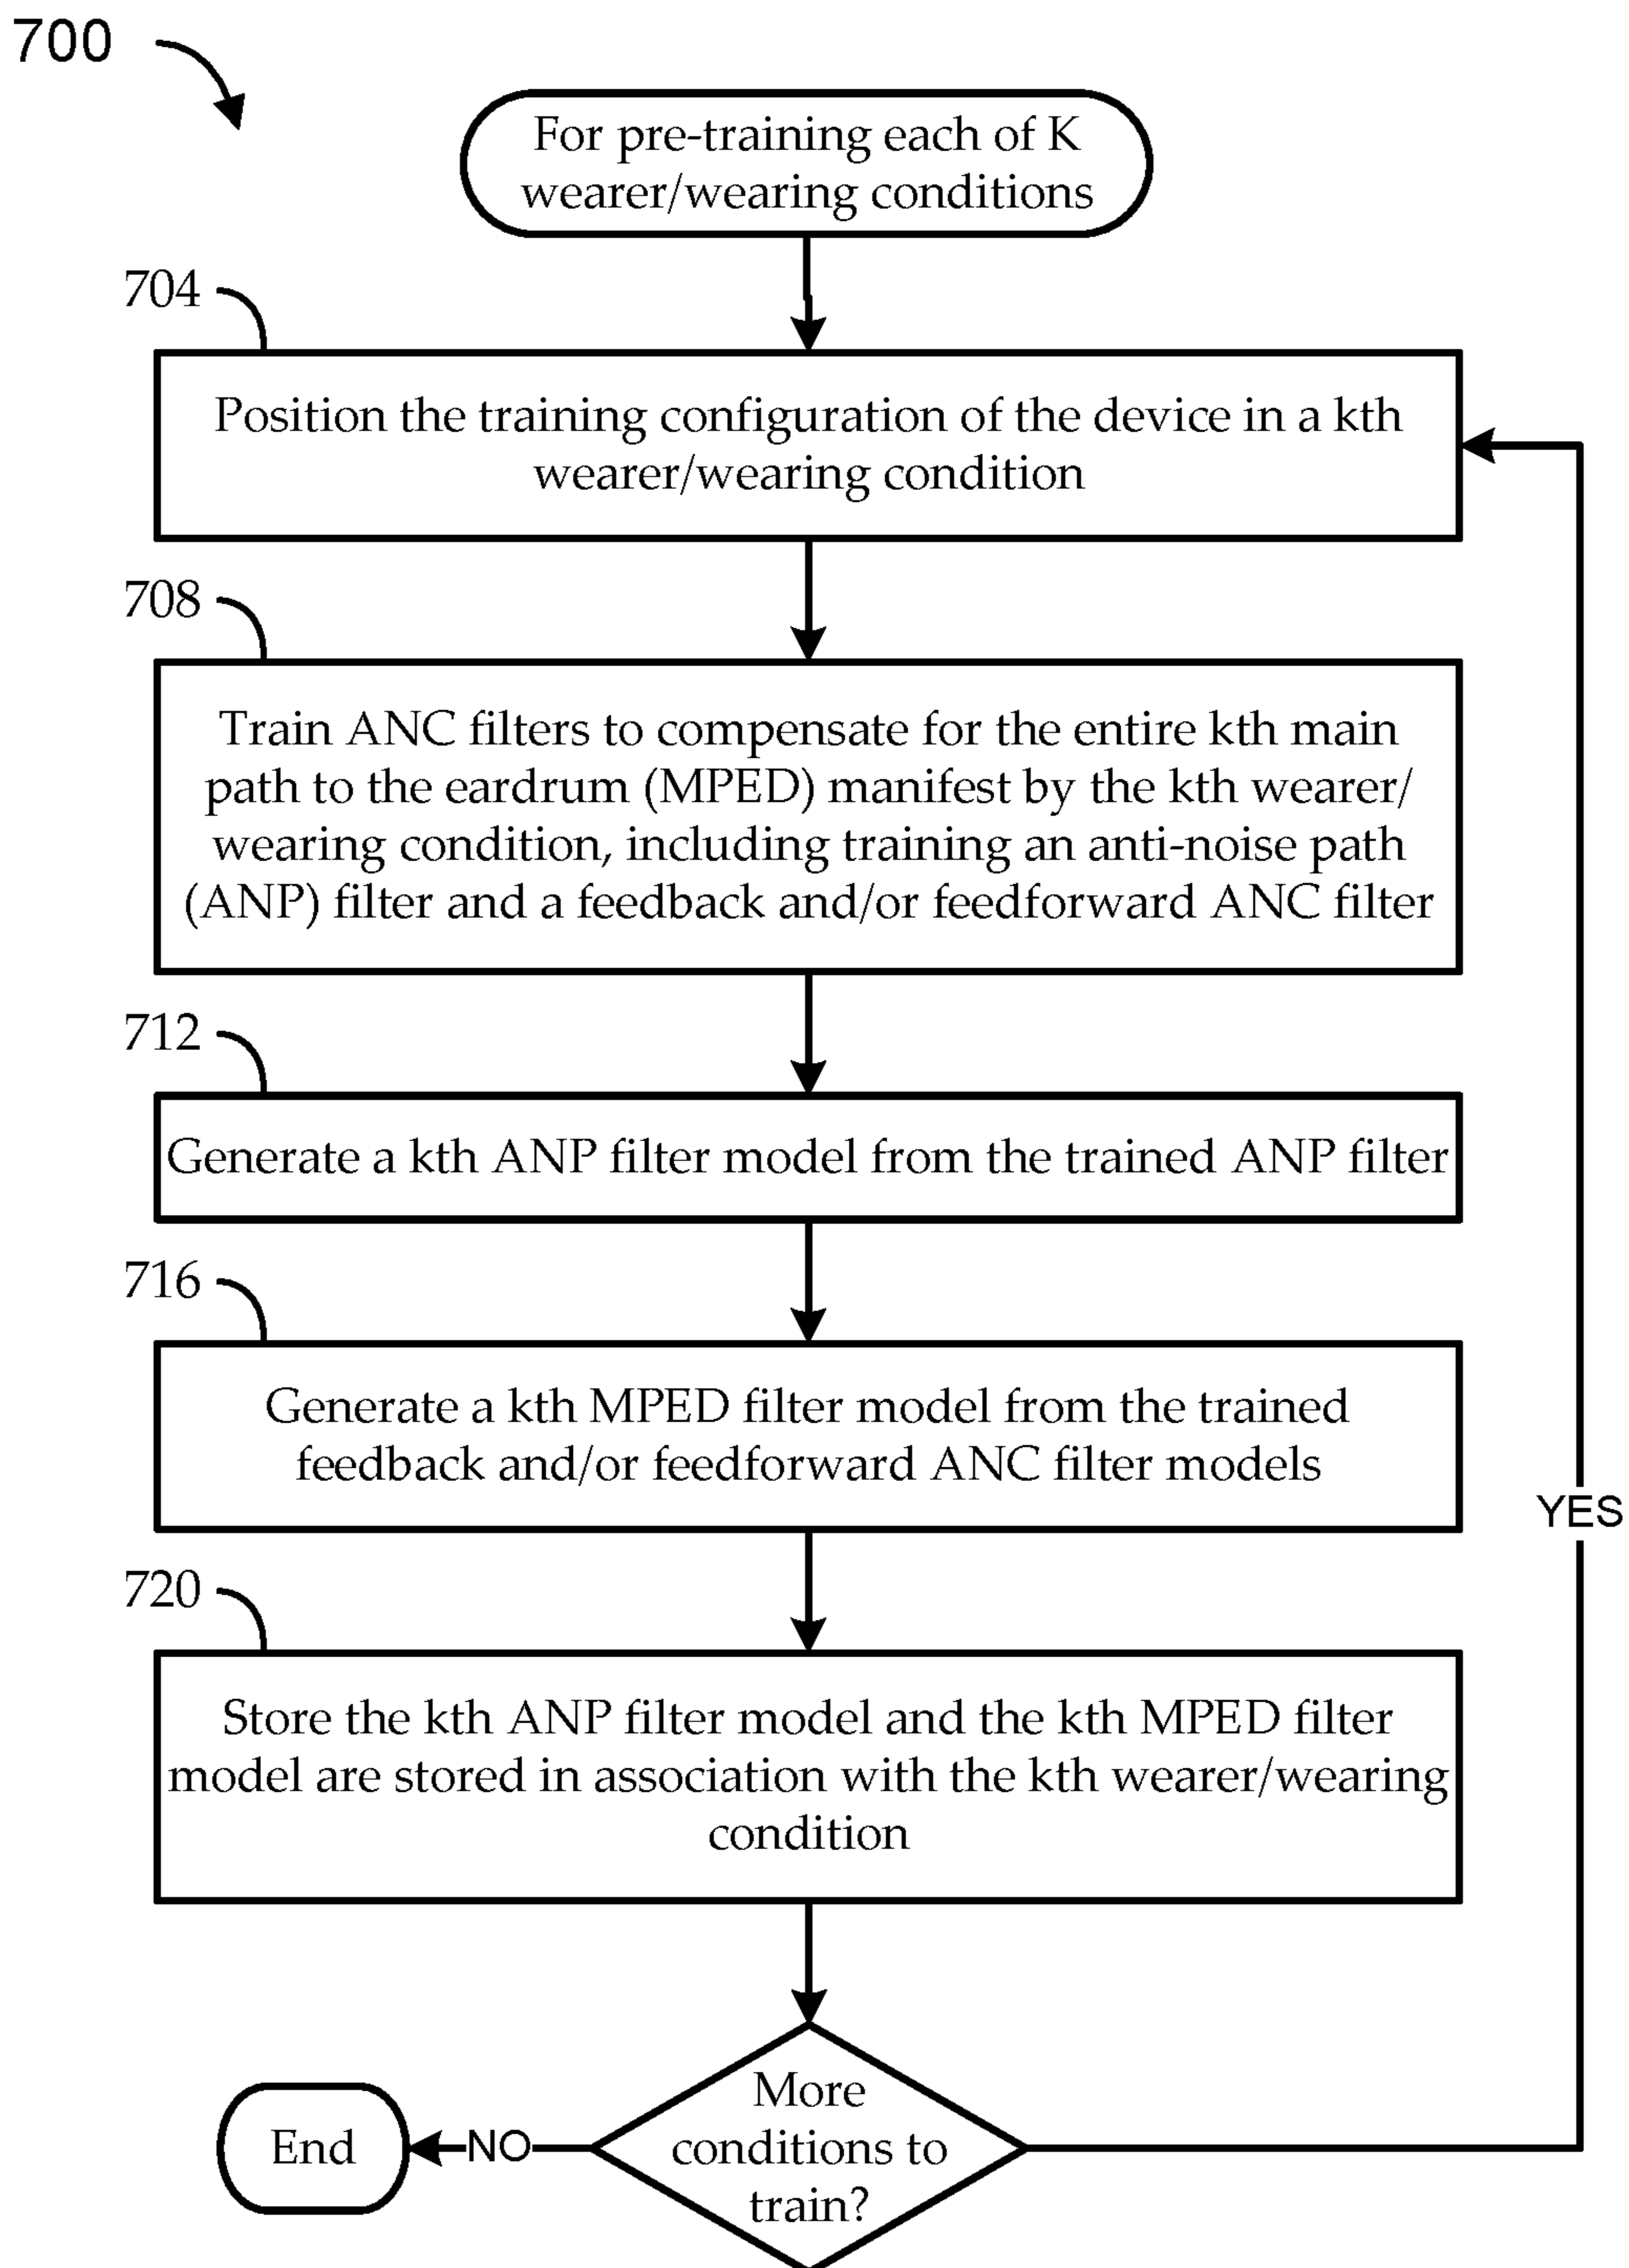 700
For pre-training each of K
wearer/wearing conditions
704
Position the training configuration of the device in a kth
wearer/wearing condition
708
Train ANC filters to compensate for the entire kth main
path to the eardrum (MPED) manifest by the kth wearer/
wearing condition, including training an anti-noise path
(ANP) filter and a feedback and/or feedforward ANC filter
712
Generate a kth ANP filter model from the trained ANP filter
716
Generate a kth MPED filter model from the trained
feedback and/or feedforward ANC filter models
YES
720
Store the kth ANP filter model and the kth MPED filter
model are stored in association with the kth wearer/wearing
condition
More
conditions to
train?
NO
End